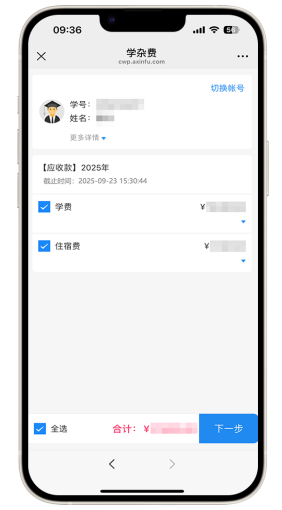 09:36
56
学杂费
cwp.axinfu.com
切换帐号
学号：
姓名：
更多详情
【应收款】2025年
截止时间：2025-09-23 15:30:44
学费 ¥
住宿费 ¥
全选 合计：¥ 下一步